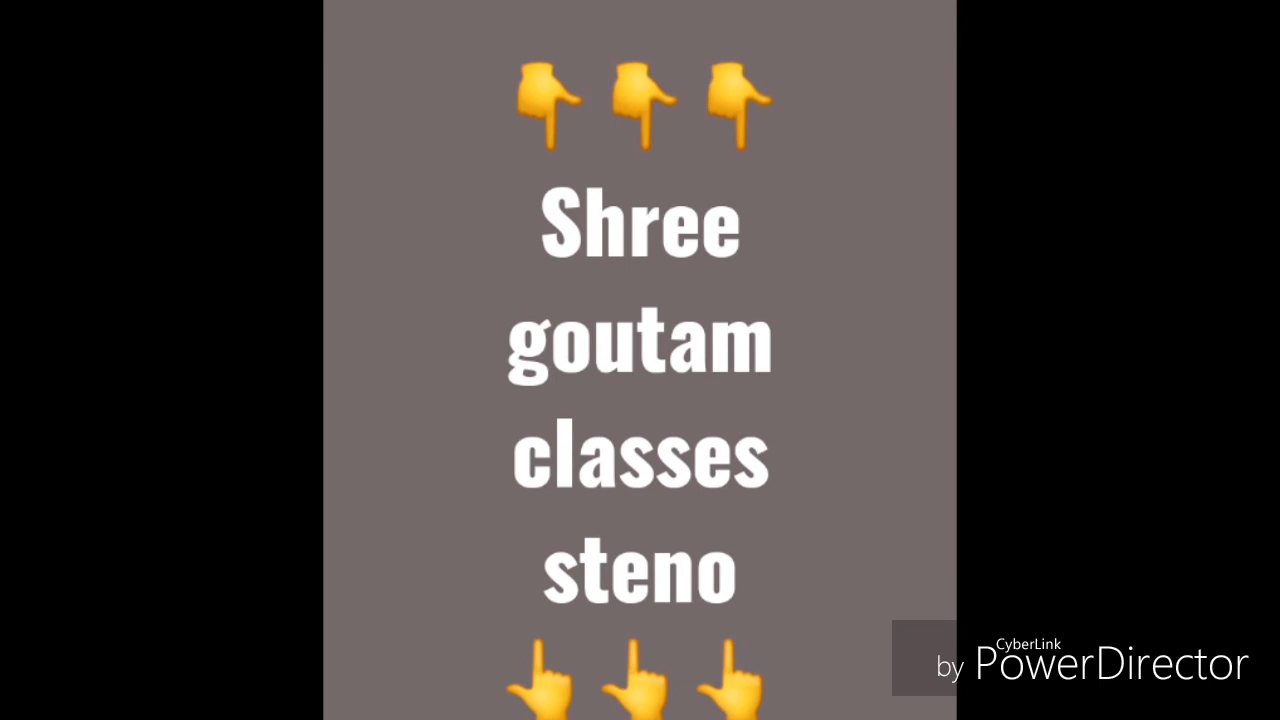 👇 👇 👇
Shree
goutam
classes
steno
👆 👆 👆
CyberLink
by PowerDirector